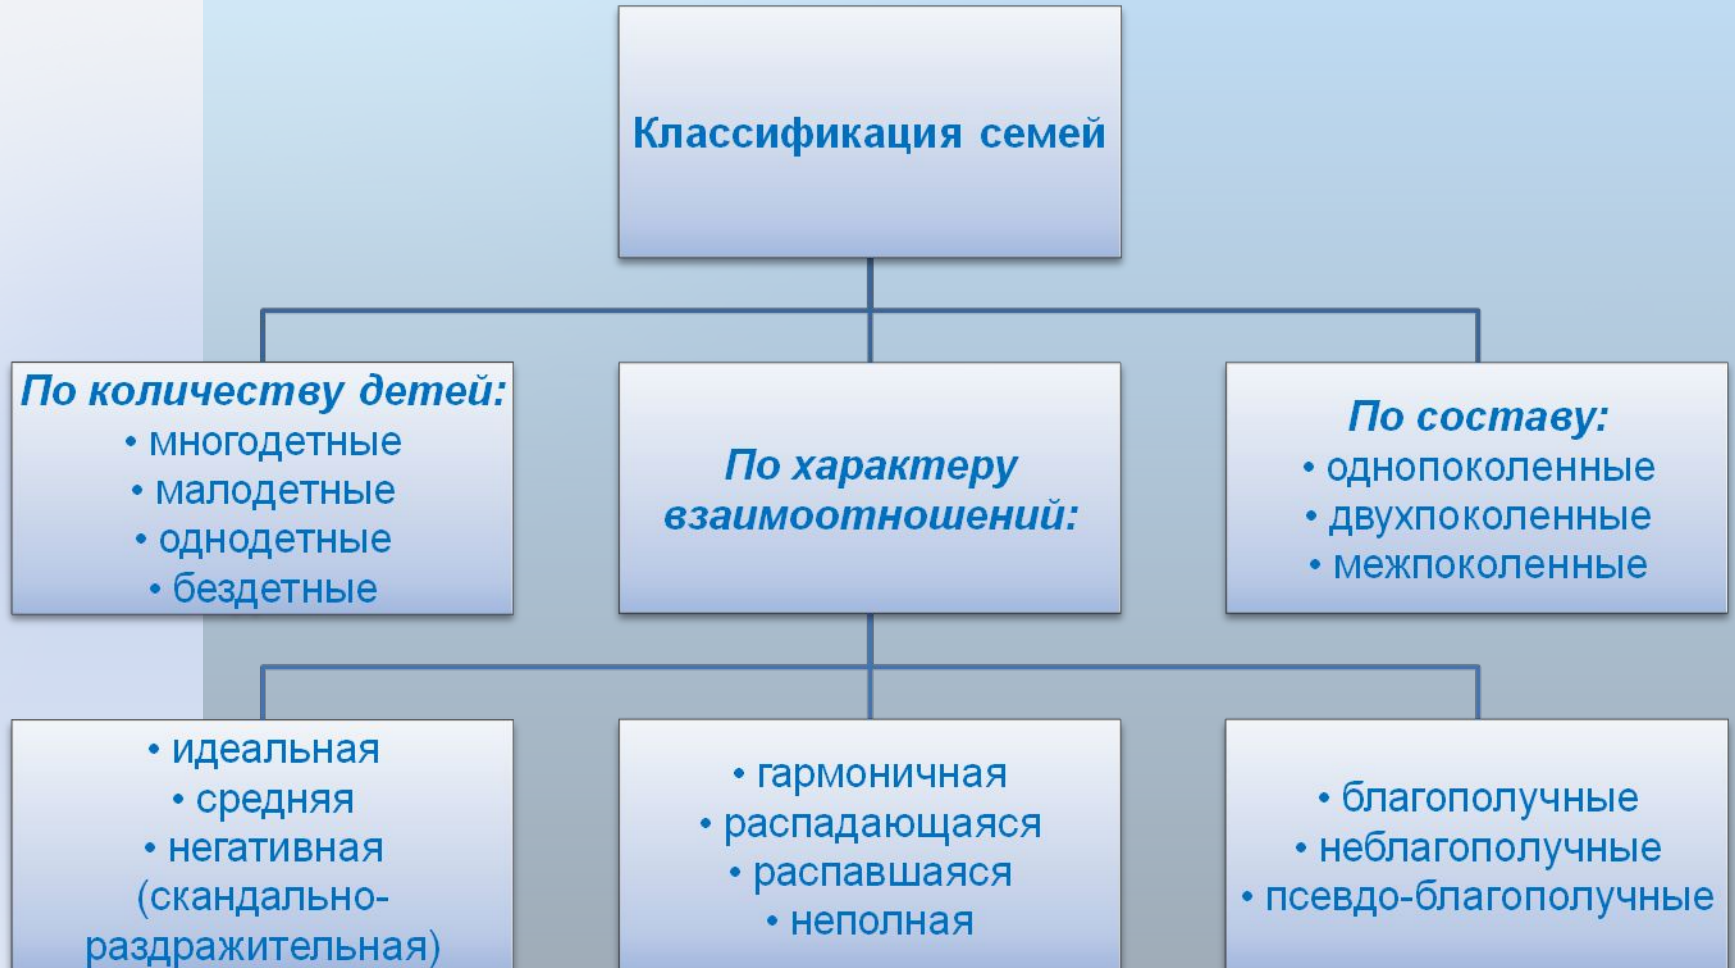 Классификация семей
По количеству детей:
• многодетные
• малодетные
• однодетные
• бездетные
По характеру
взаимоотношений:
По составу:
• однопоколенные
• двухпоколенные
• межпоколенные
• идеальная
• средняя
• негативная
(скандально-
раздражительная)
• гармоничная
• распадающаяся
• распавшаяся
• неполная
• благополучные
• неблагополучные
• псевдо-благополучные